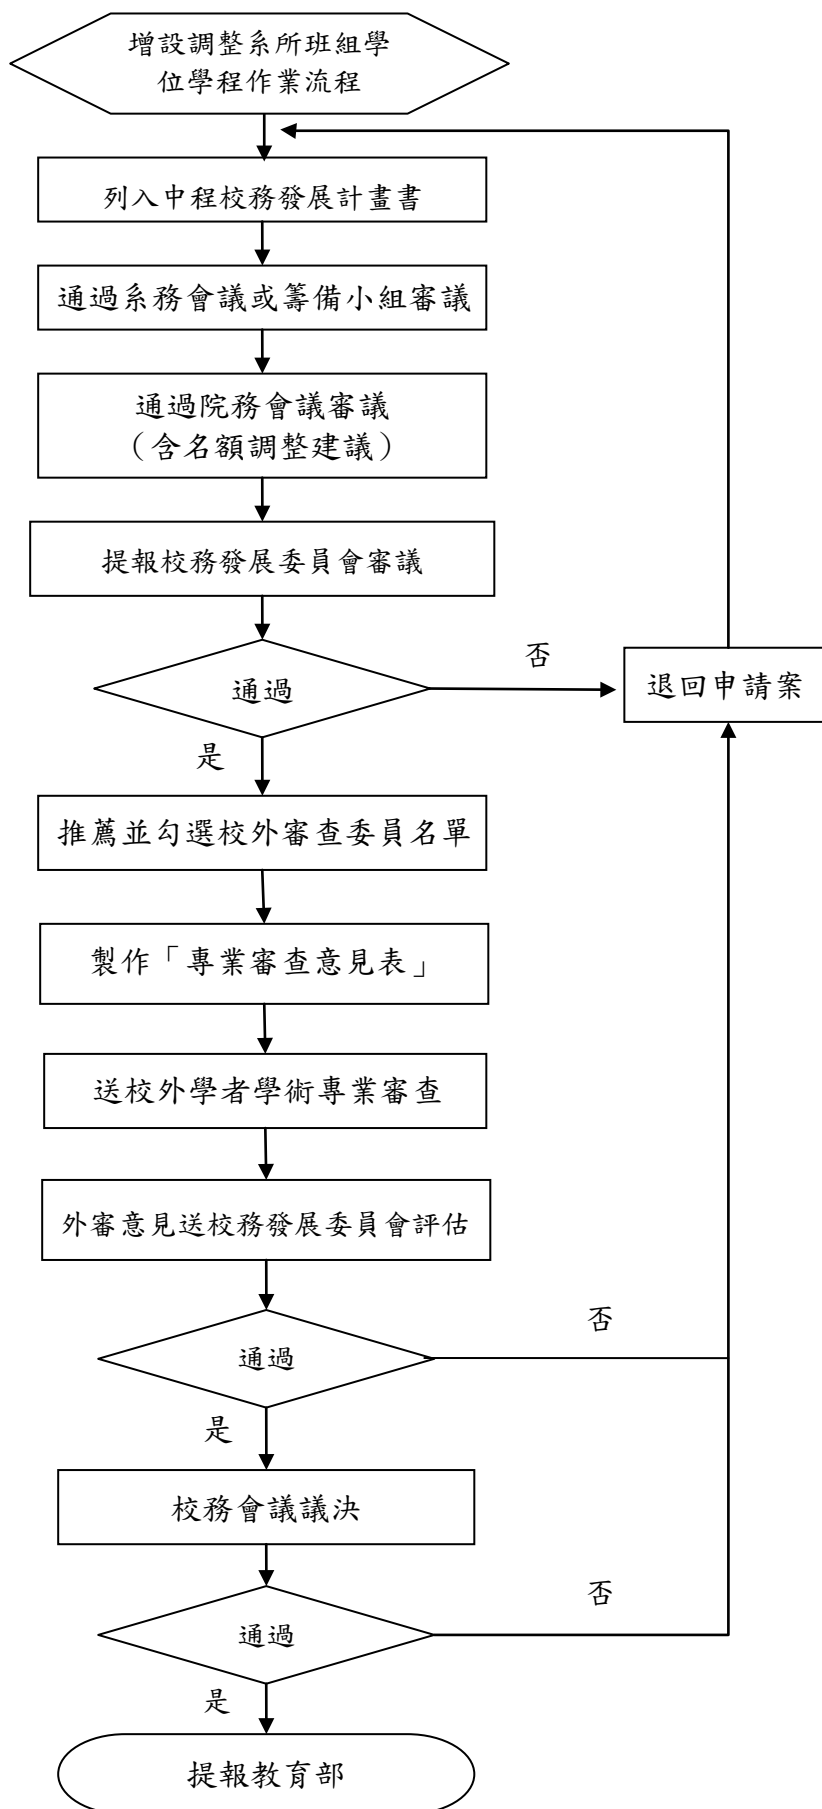 增設調整系所班組學
位學程作業流程
列入中程校務發展計畫書
通過系務會議或籌備小組審議
通過院務會議審議
（含名額調整建議）
提報校務發展委員會審議
否
通過
退回申請案
是
推薦並勾選校外審查委員名單
製作「專業審查意見表」
送校外學者學術專業審查
外審意見送校務發展委員會評估
否
通過
是
校務會議議決
否
通過
是
提報教育部